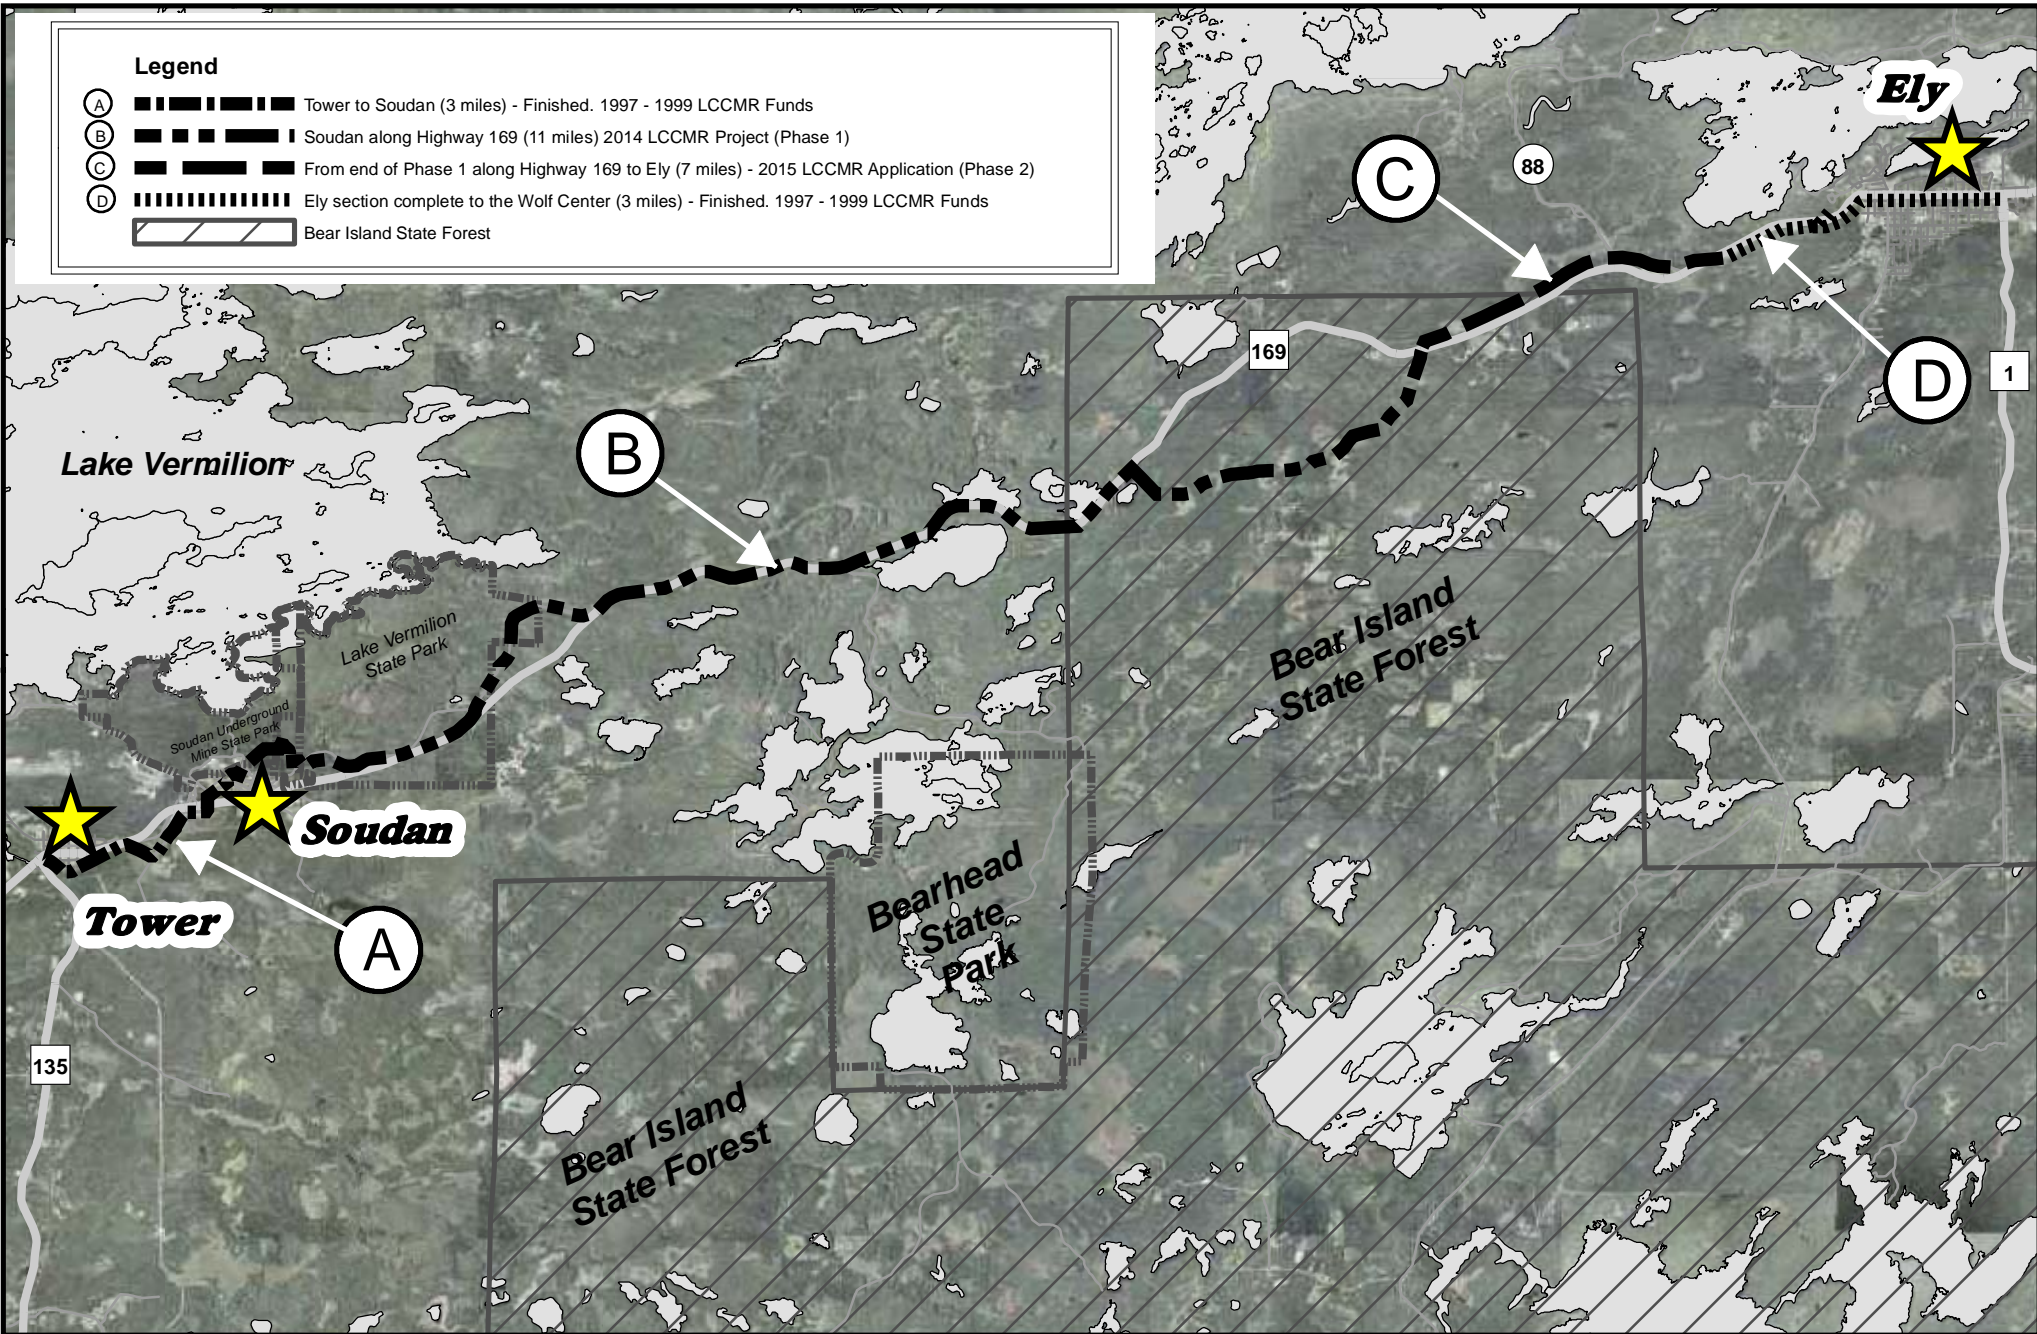 Legend
A Tower to Soudan (3 miles) - Finished. 1997 - 1999 LCCMR Funds
B Soudan along Highway 169 (11 miles) 2014 LCCMR Project (Phase 1)
C From end of Phase 1 along Highway 169 to Ely (7 miles) - 2015 LCCMR Application (Phase 2)
D Ely section complete to the Wolf Center (3 miles) - Finished. 1997 - 1999 LCCMR Funds
Bear Island State Forest
Ely
C
88
169
D
1
B
Lake Vermilion
Lake Vermilion
State Park
Bear Island
State Forest
Soudan Underground
Mine State Park
Soudan
Tower
A
Bearhead
State
Park
135
Bear Island
State Forest